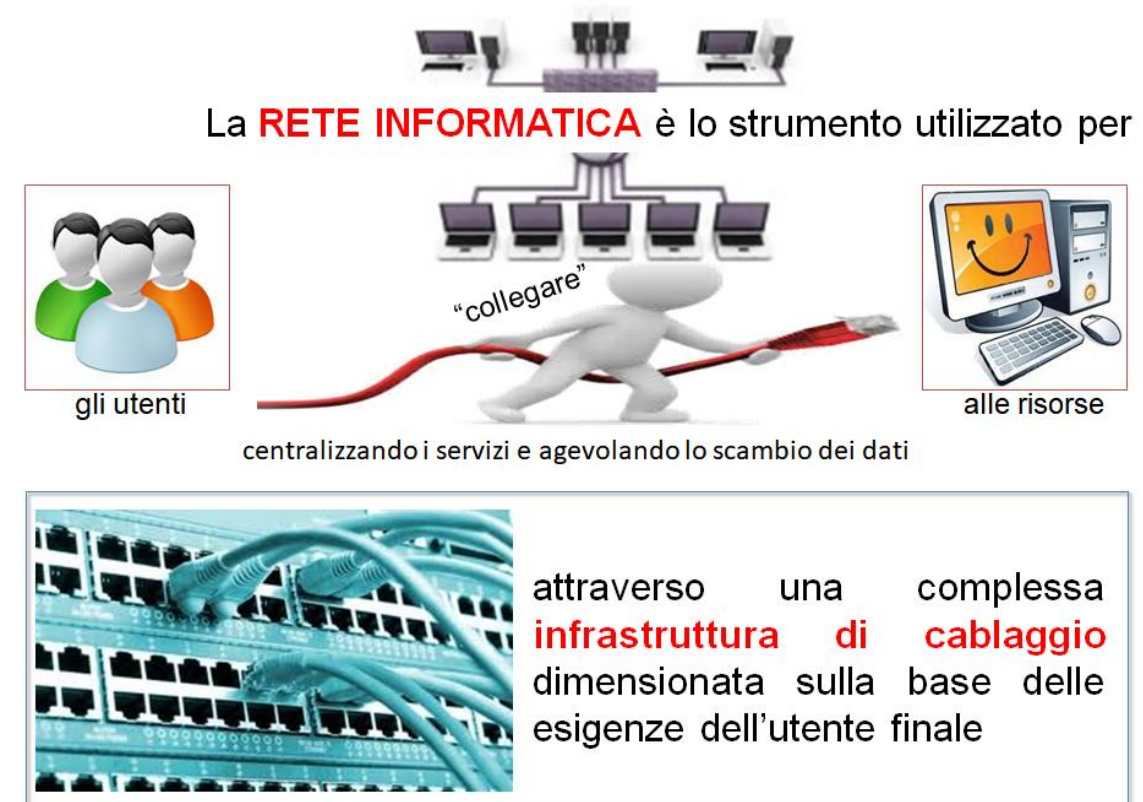 La RETE INFORMATICA è lo strumento utilizzato per
“collegare”
gli utenti
alle risorse
centralizzando i servizi e agevolando lo scambio dei dati
attraverso una complessa
infrastruttura di cablaggio
dimensionata sulla base delle
esigenze dell’utente finale